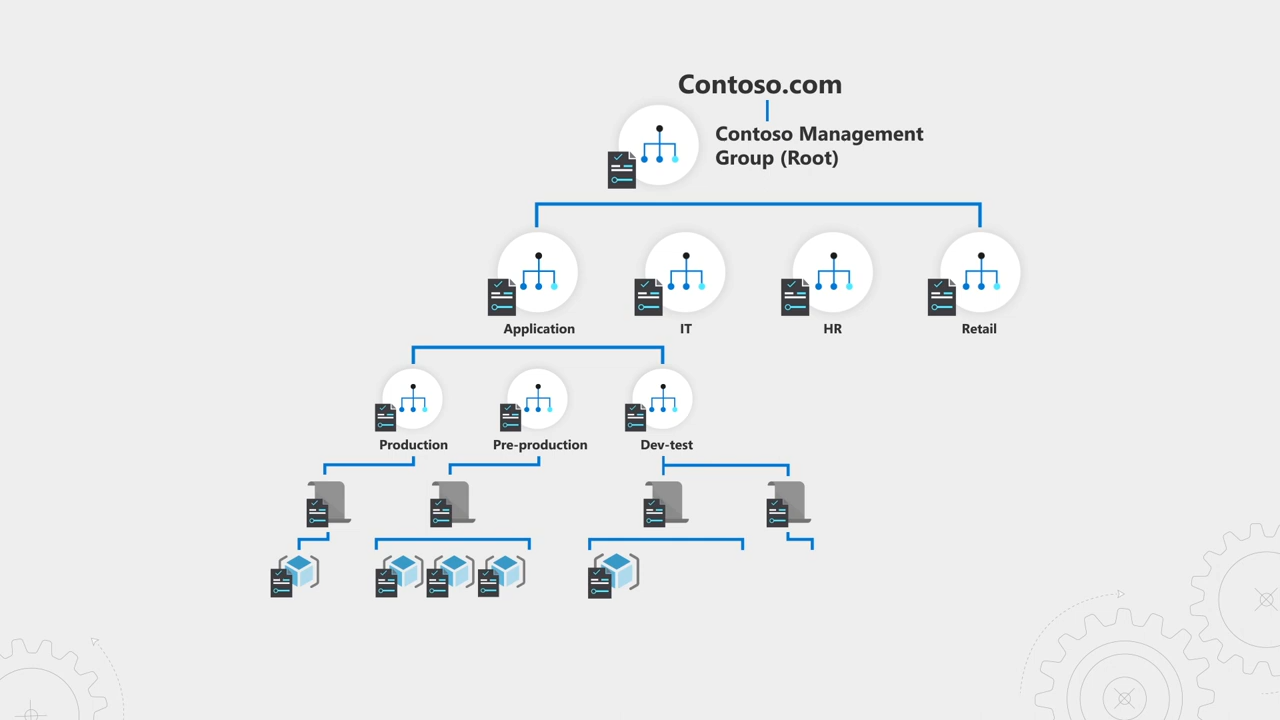 Contoso.com
Contoso Management
Group (Root)
Application
IT
HR
Retail
Production
Pre-production
Dev-test